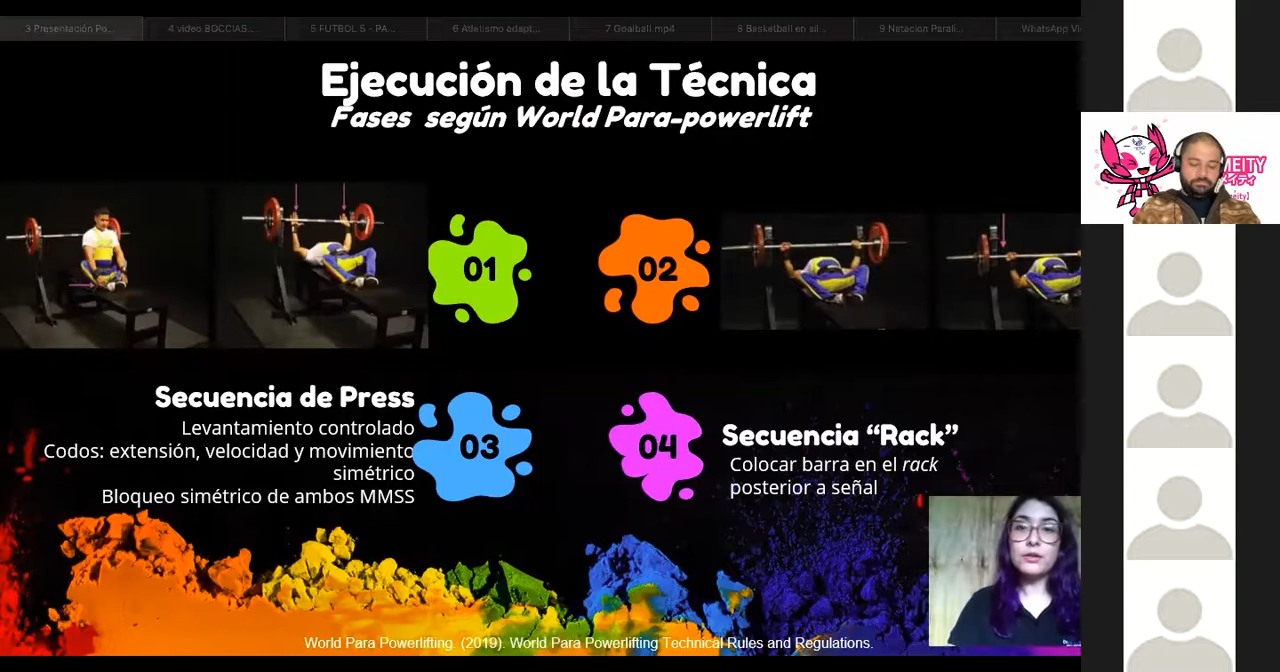 3 Presentación Po...
4 video BOCCIAS....
5 FUTBOL 5 - PA...
6 Atletismo adapt...
7 Goalball.mp4
8 Basketball en sil...
9 Natacion Parali...
WhatsApp Vi
Ejecución de la Técnica
Fases según World Para-powerlift
01
02
Secuencia de Press
Levantamiento controlado
Codos: extensión, velocidad y movimiento
simétrico
Bloqueo simétrico de ambos MMSS
03
04
Secuencia “Rack”
Colocar barra en el rack
posterior a señal
World Para Powerlifting. (2019). World Para Powerlifting Technical Rules and Regulations.
MEITY